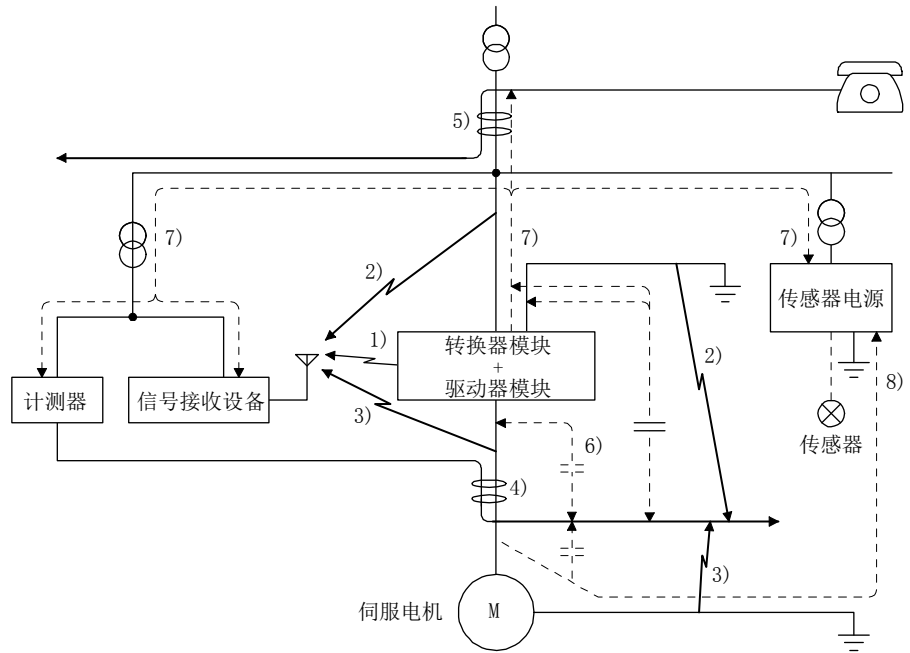 5)
7)
7)
7)
2)
传感器电源
1)
转换器模块
+
驱动器模块
2)
8)
计测器
信号接收设备
3)
传感器
6)
4)
3)
伺服电机
M